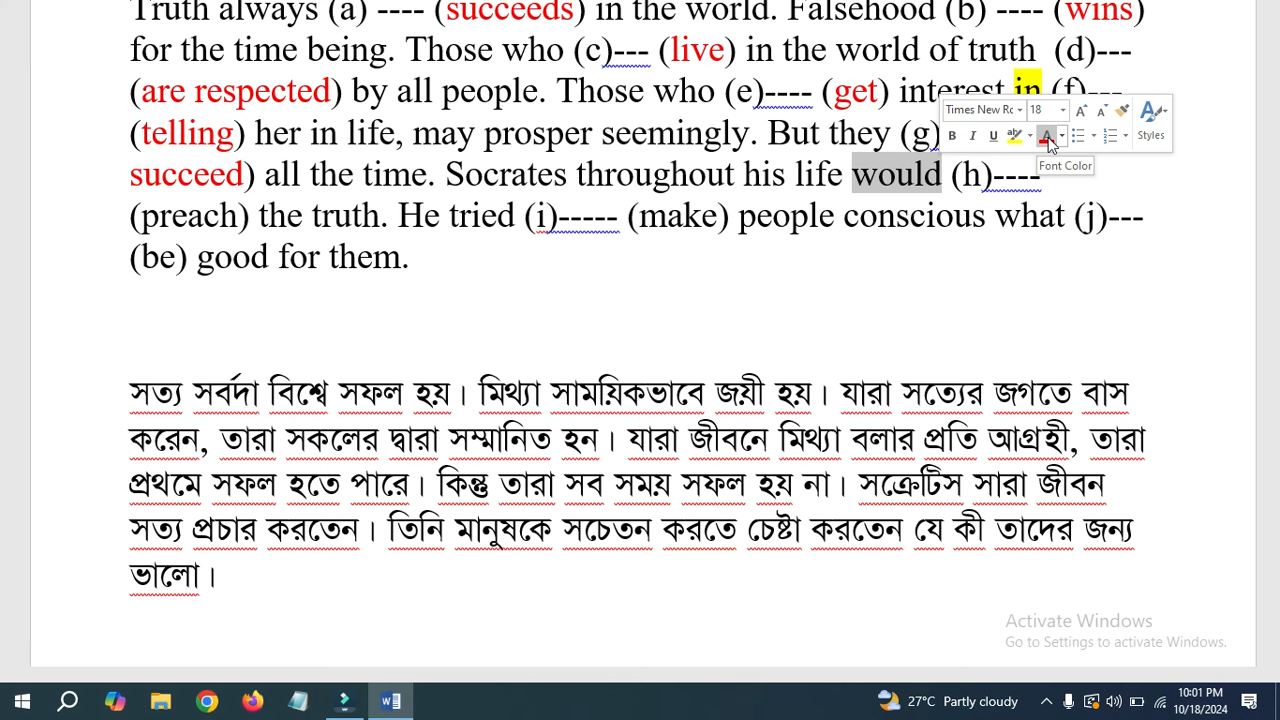 Truth always (a) ---- (succeeds) in the world. Falsehood (b) ---- (wins)
for the time being. Those who (c)--- (live) in the world of truth (d)---
(are respected) by all people. Those who (e)---- (get) interest in (f)---
Times New Rc 18
(telling) her in life, may prosper seemingly. But they (g)
Styles
Font Color
succeed) all the time. Socrates throughout his life would (h)----
(preach) the truth. He tried (i)----- (make) people conscious what (j)---
(be) good for them.
সত্য সর্বদা বিশ্বে সফল হয়। মিথ্যা সাময়িকভাবে জয়ী হয়। যারা সত্যের জগতে বাস
করেন, তারা সকলের দ্বারা সম্মানিত হন। যারা জীবনে মিথ্যা বলার প্রতি আগ্রহী, তারা
প্রথমে সফল হতে পারে। কিন্তু তারা সব সময় সফল হয় না। সক্রেটিস সারা জীবন
সত্য প্রচার করতেন। তিনি মানুষকে সচেতন করতে চেষ্টা করতেন যে কী তাদের জন্য
ভালো।
Activate Windows
Go to Settings to activate Windows.
27°C Partly cloudy
10:01 PM
10/18/2024